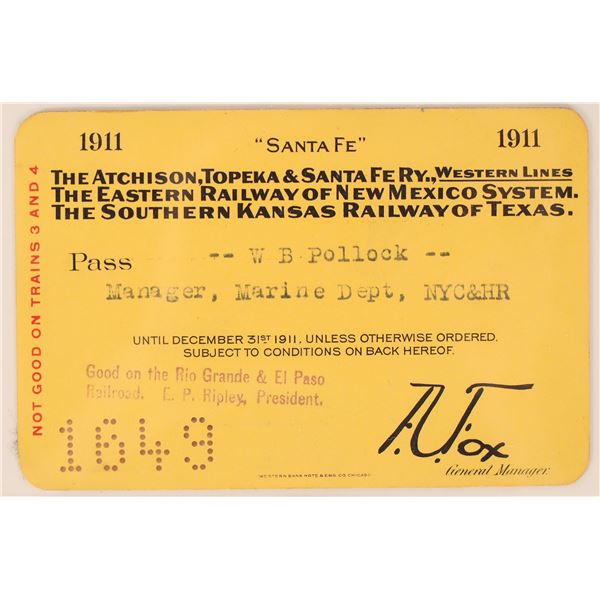 1911 "SANTA FE" 1911
THE ATCHISON, TOPEKA & SANTA FE RY., WESTERN LINES
THE EASTERN RAILWAY OF NEW MEXICO SYSTEM.
THE SOUTHERN KANSAS RAILWAY OF TEXAS.
NOT GOOD ON TRAINS 3 AND 4
Pass -- W B Pollock --
Manager, Marine Dept, NYC&HR
UNTIL DECEMBER 31ST 1911, UNLESS OTHERWISE ORDERED.
SUBJECT TO CONDITIONS ON BACK HEREOF.
Good on the Rio Grande & El Paso
Railroad. E. P. Ripley, President.
1649
F. Fox
General Manager.
WESTERN BANK NOTE & ENG. CO. CHICAGO